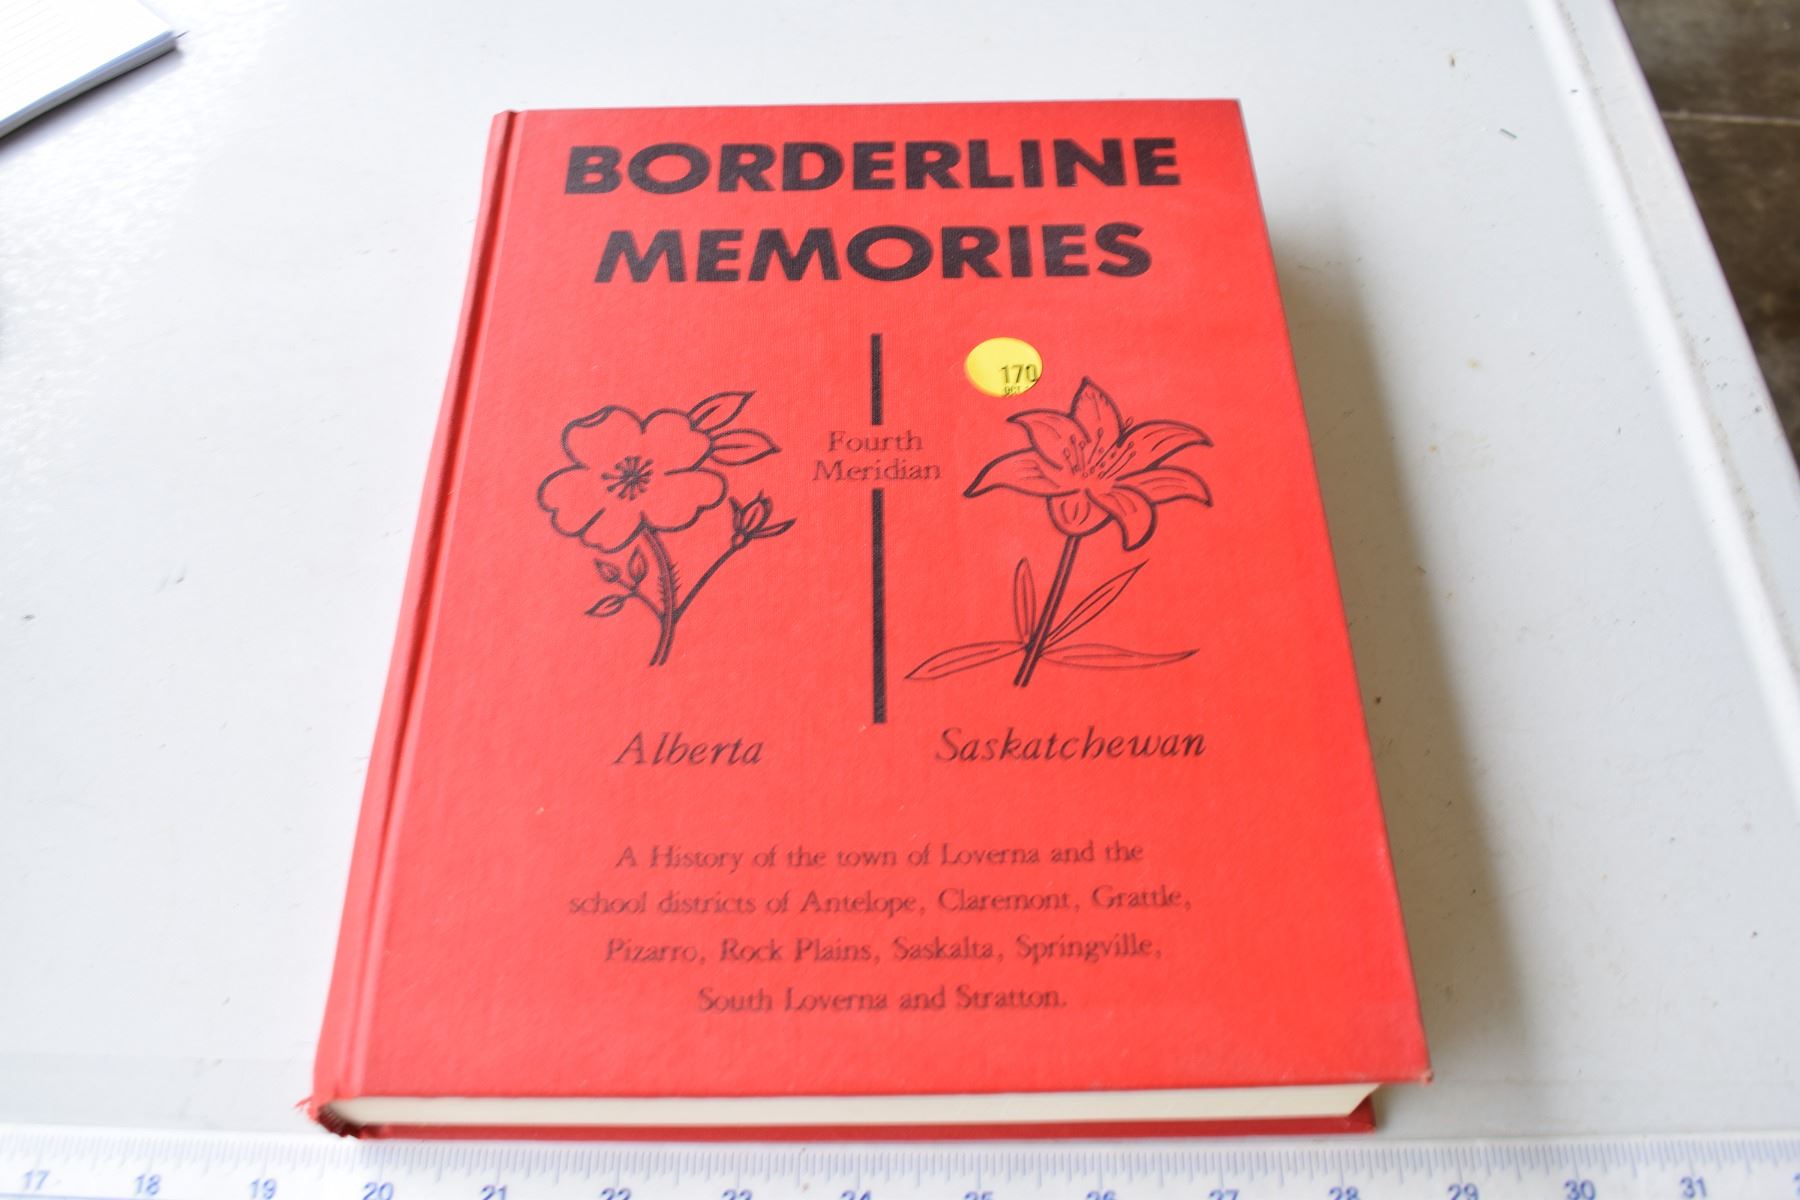 BORDERLINE
MEMORIES
170
Fourth
Meridian
Alberta
Saskatchewan
A History of the town of Loverna and the
school districts of Antelope, Claremont, Grattle,
Pizarro, Rock Plains, Saskalta, Springville,
South Loverna and Stratton.
17 18 19 20 21 22 23 24 25 26 27 28 29 30 31